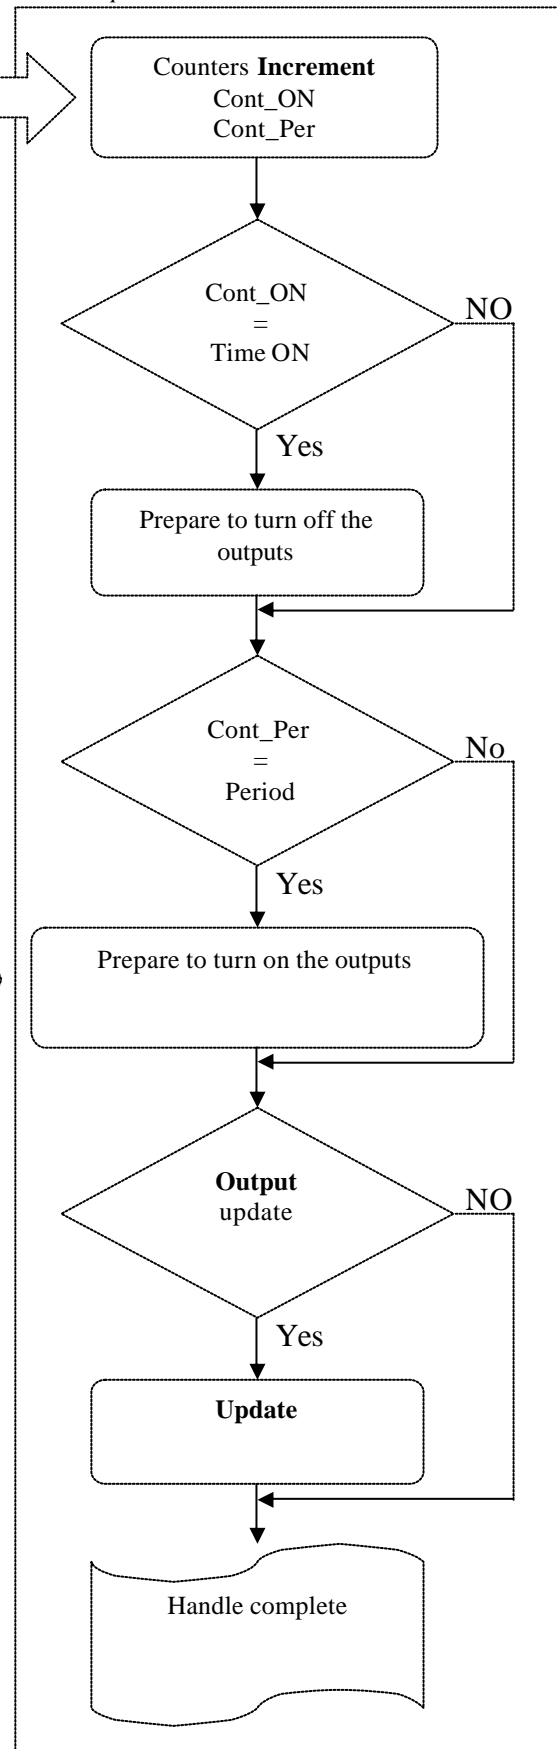 Counters Increment
Cont_ON
Cont_Per
Cont_ON
=
Time ON
NO
Yes
Prepare to turn off the
outputs
Cont_Per
=
Period
No
Yes
Prepare to turn on the outputs
Output
update
NO
Yes
Update
Handle complete